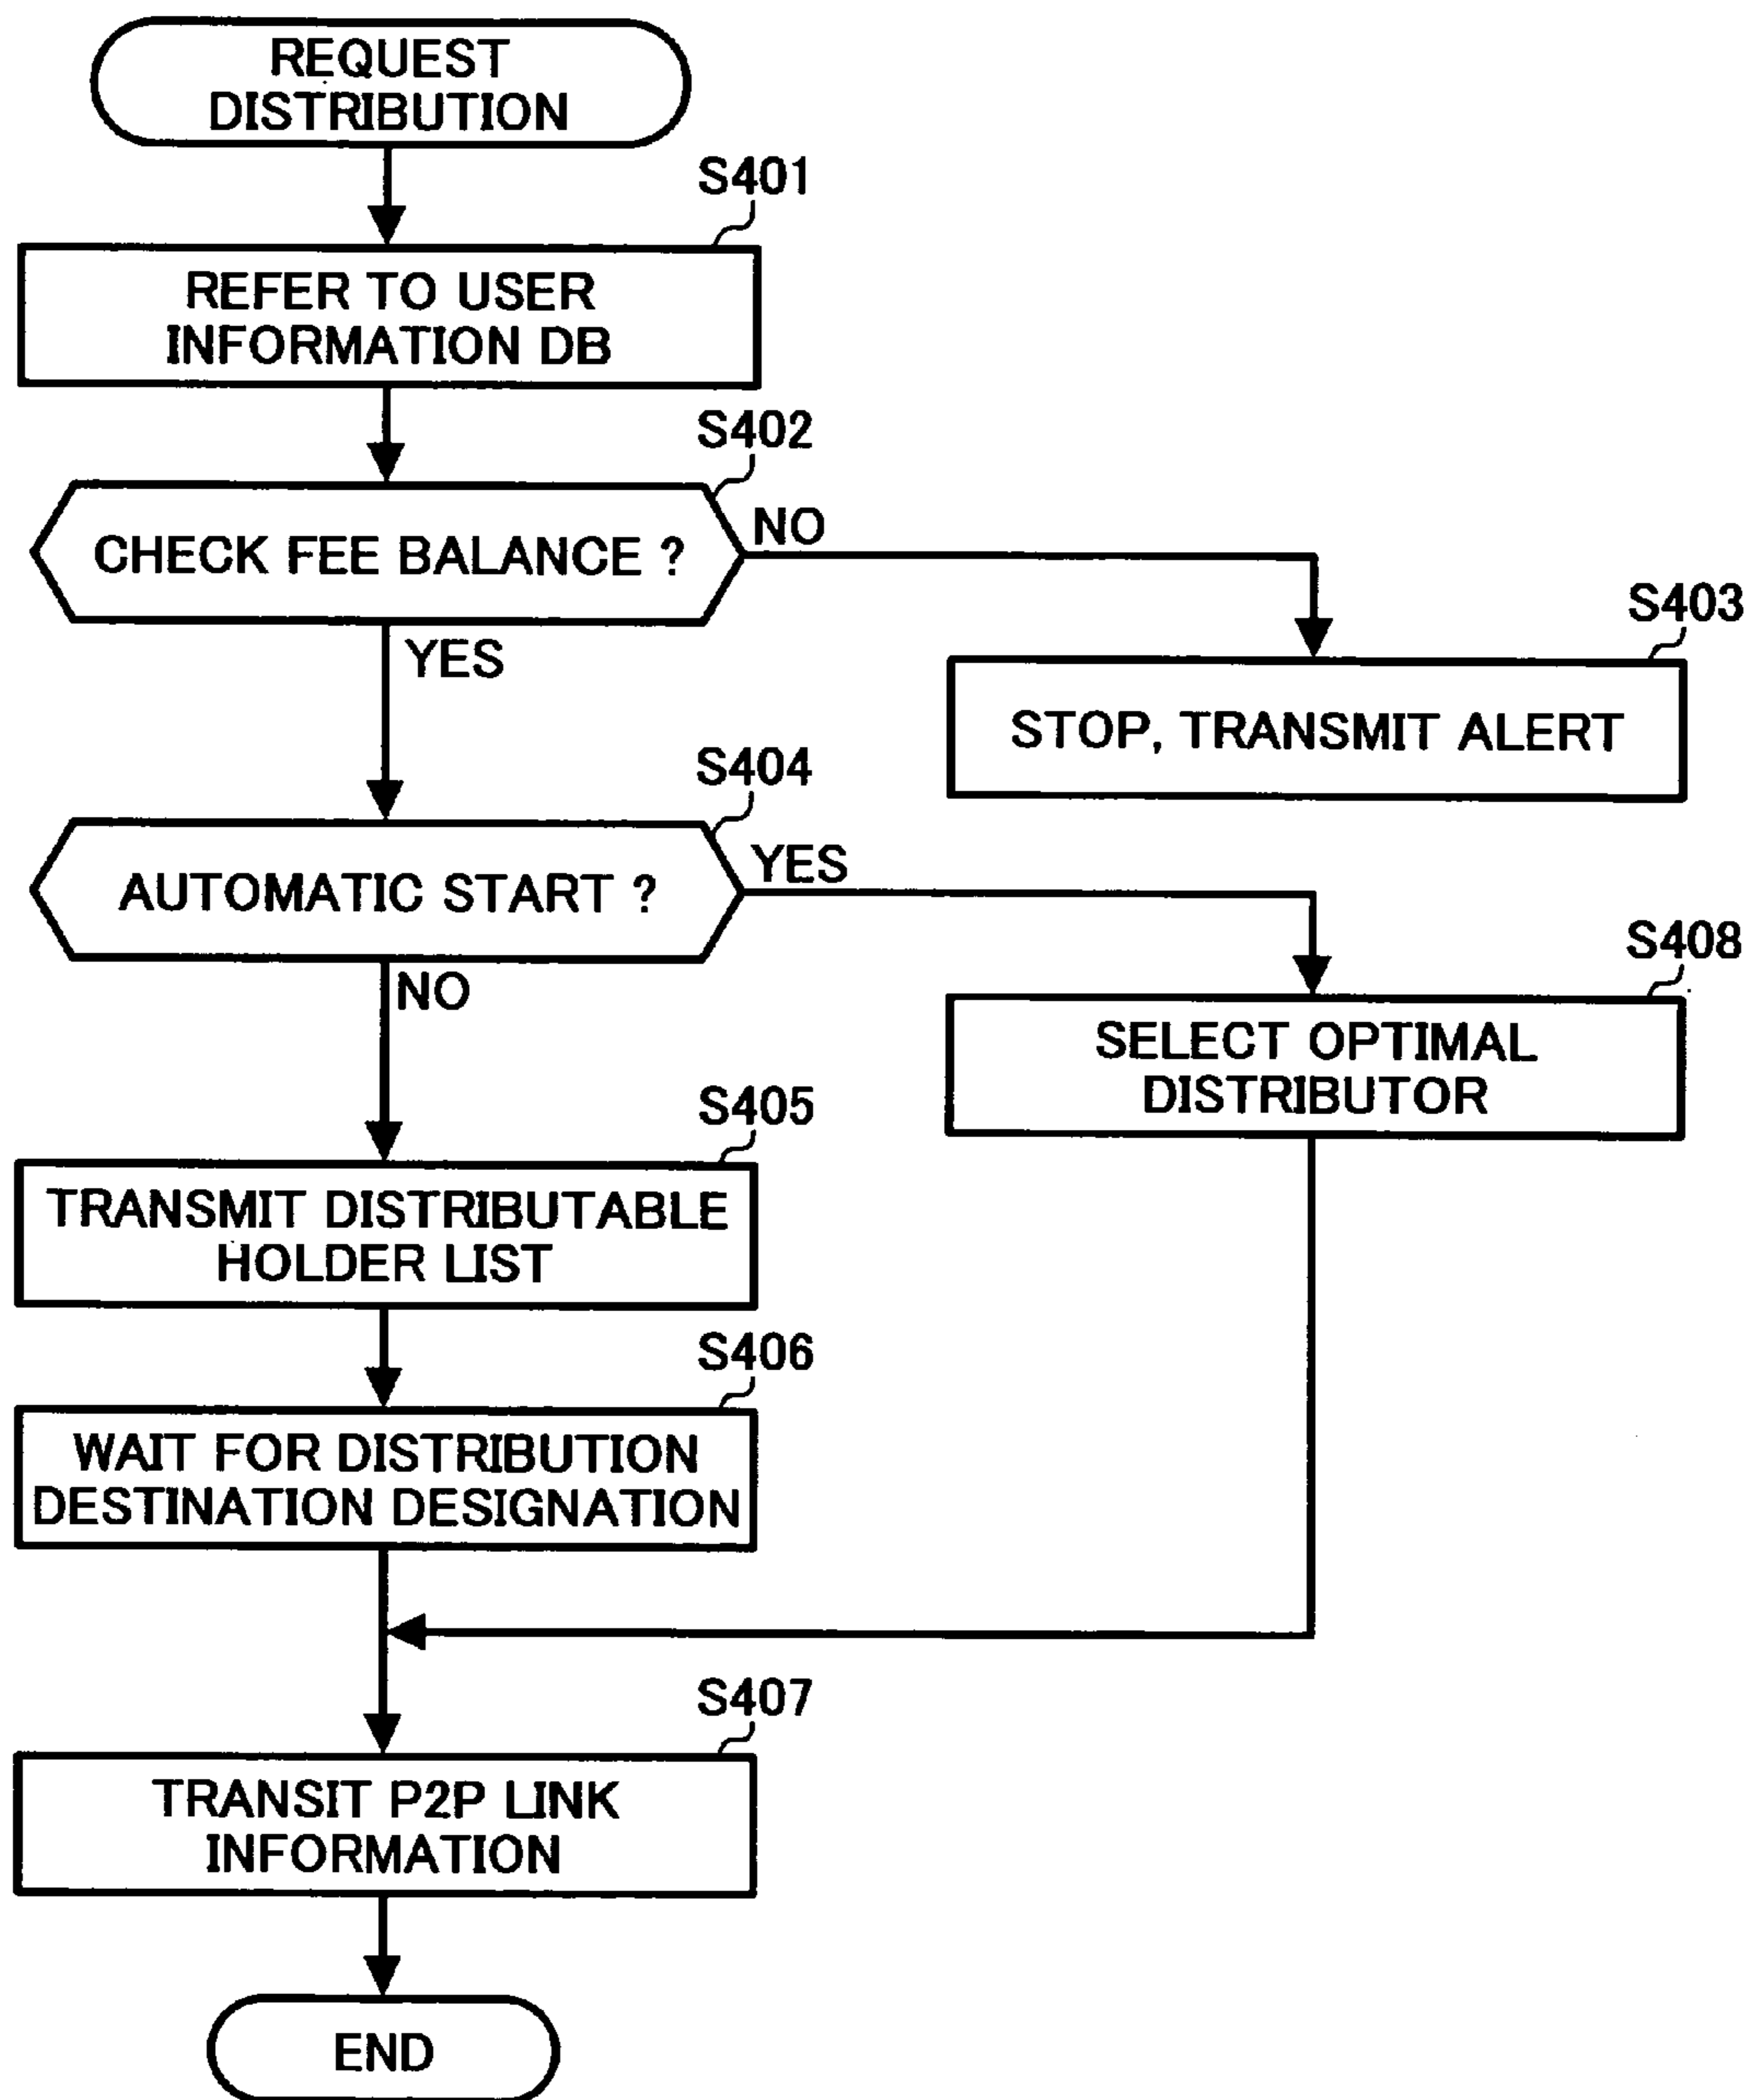 REQUEST
DISTRIBUTION
S401
REFER TO USER
INFORMATION DB
S402
CHECK FEE BALANCE ?
NO
YES
S403
STOP, TRANSMIT ALERT
S404
AUTOMATIC START ?
YES
NO
S408
SELECT OPTIMAL
DISTRIBUTOR
S405
TRANSMIT DISTRIBUTABLE
HOLDER LIST
S406
WAIT FOR DISTRIBUTION
DESTINATION DESIGNATION
S407
TRANSIT P2P LINK
INFORMATION
END